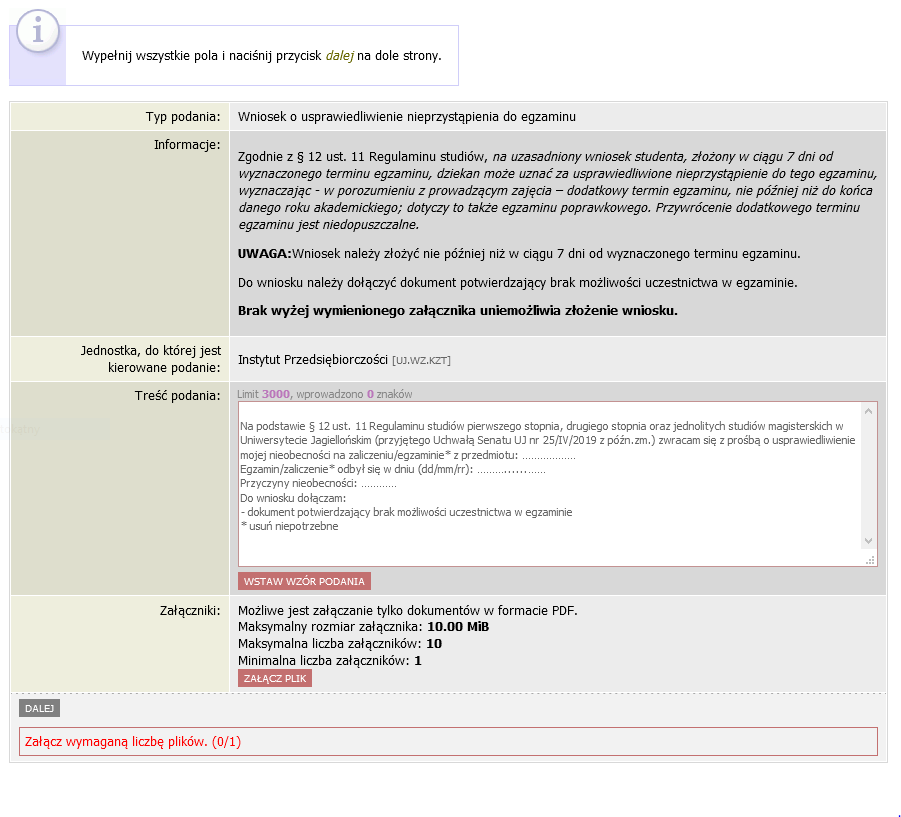 i
Wypełnij wszystkie pola i naciśnij przycisk dalej na dole strony.
Typ podania:
Wniosek o usprawiedliwienie nieprzystąpienia do egzaminu
Informacje:
Zgodnie z § 12 ust. 11 Regulaminu studiów, na uzasadniony wniosek studenta, złożony w ciągu 7 dni od
wyznaczonego terminu egzaminu, dziekan może uznać za usprawiedliwione nieprzystąpienie do tego egzaminu,
wyznaczając - w porozumieniu z prowadzącym zajęcia – dodatkowy termin egzaminu, nie później niż do końca
danego roku akademickiego; dotyczy to także egzaminu poprawkowego. Przywrócenie dodatkowego terminu
egzaminu jest niedopuszczalne.
UWAGA:Wniosek należy złożyć nie później niż w ciągu 7 dni od wyznaczonego terminu egzaminu.
Do wniosku należy dołączyć dokument potwierdzający brak możliwości uczestnictwa w egzaminie.
Brak wyżej wymienionego załącznika uniemożliwia złożenie wniosku.
Jednostka, do której jest
kierowane podanie:
Instytut Przedsiębiorczości [UJ.WZ.KZT]
Treść podania:
Limit 3000, wprowadzono 0 znaków
Na podstawie § 12 ust. 11 Regulaminu studiów pierwszego stopnia, drugiego stopnia oraz jednolitych studiów magisterskich w
Uniwersytecie Jagiellońskim (przyjętego Uchwałą Senatu UJ nr 25/IV/2019 z późn.zm.) zwracam się z prośbą o usprawiedliwienie
mojej nieobecności na zaliczeniu/egzaminie* z przedmiotu: ..................
Egzamin/zaliczenie* odbył się w dniu (dd/mm/rr): .......................
Przyczyny nieobecności: ............
Do wniosku dołączam:
- dokument potwierdzający brak możliwości uczestnictwa w egzaminie
* usuń niepotrzebne
WSTAW WZÓR PODANIA
Załączniki:
Możliwe jest załączanie tylko dokumentów w formacie PDF.
Maksymalny rozmiar załącznika: 10.00 MiB
Maksymalna liczba załączników: 10
Minimalna liczba załączników: 1
ZAŁĄCZ PLIK
DALEJ
Załącz wymaganą liczbę plików. (0/1)